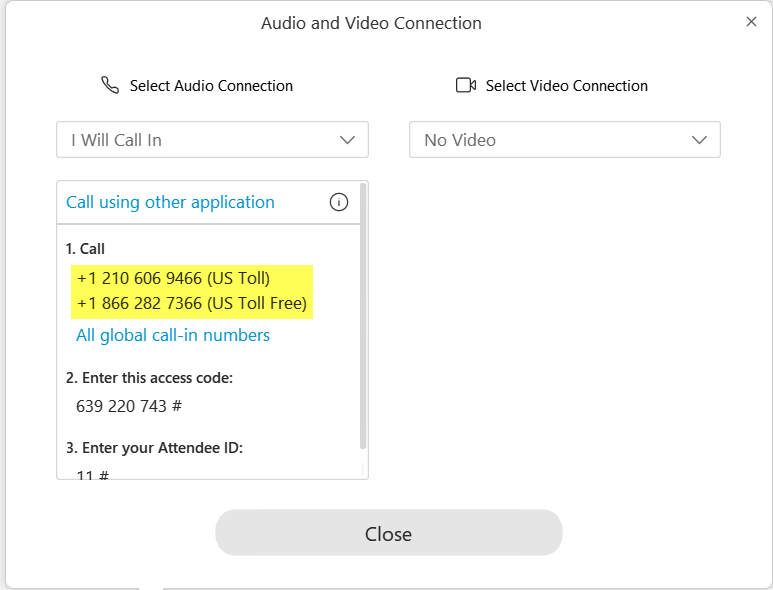 Audio and Video Connection
Select Audio Connection
Select Video Connection
I Will Call In
No Video
Call using other application
1. Call
+1 210 606 9466 (US Toll)
+1 866 282 7366 (US Toll Free)
All global call-in numbers
2. Enter this access code:
639 220 743 #
3. Enter your Attendee ID:
11 #
Close